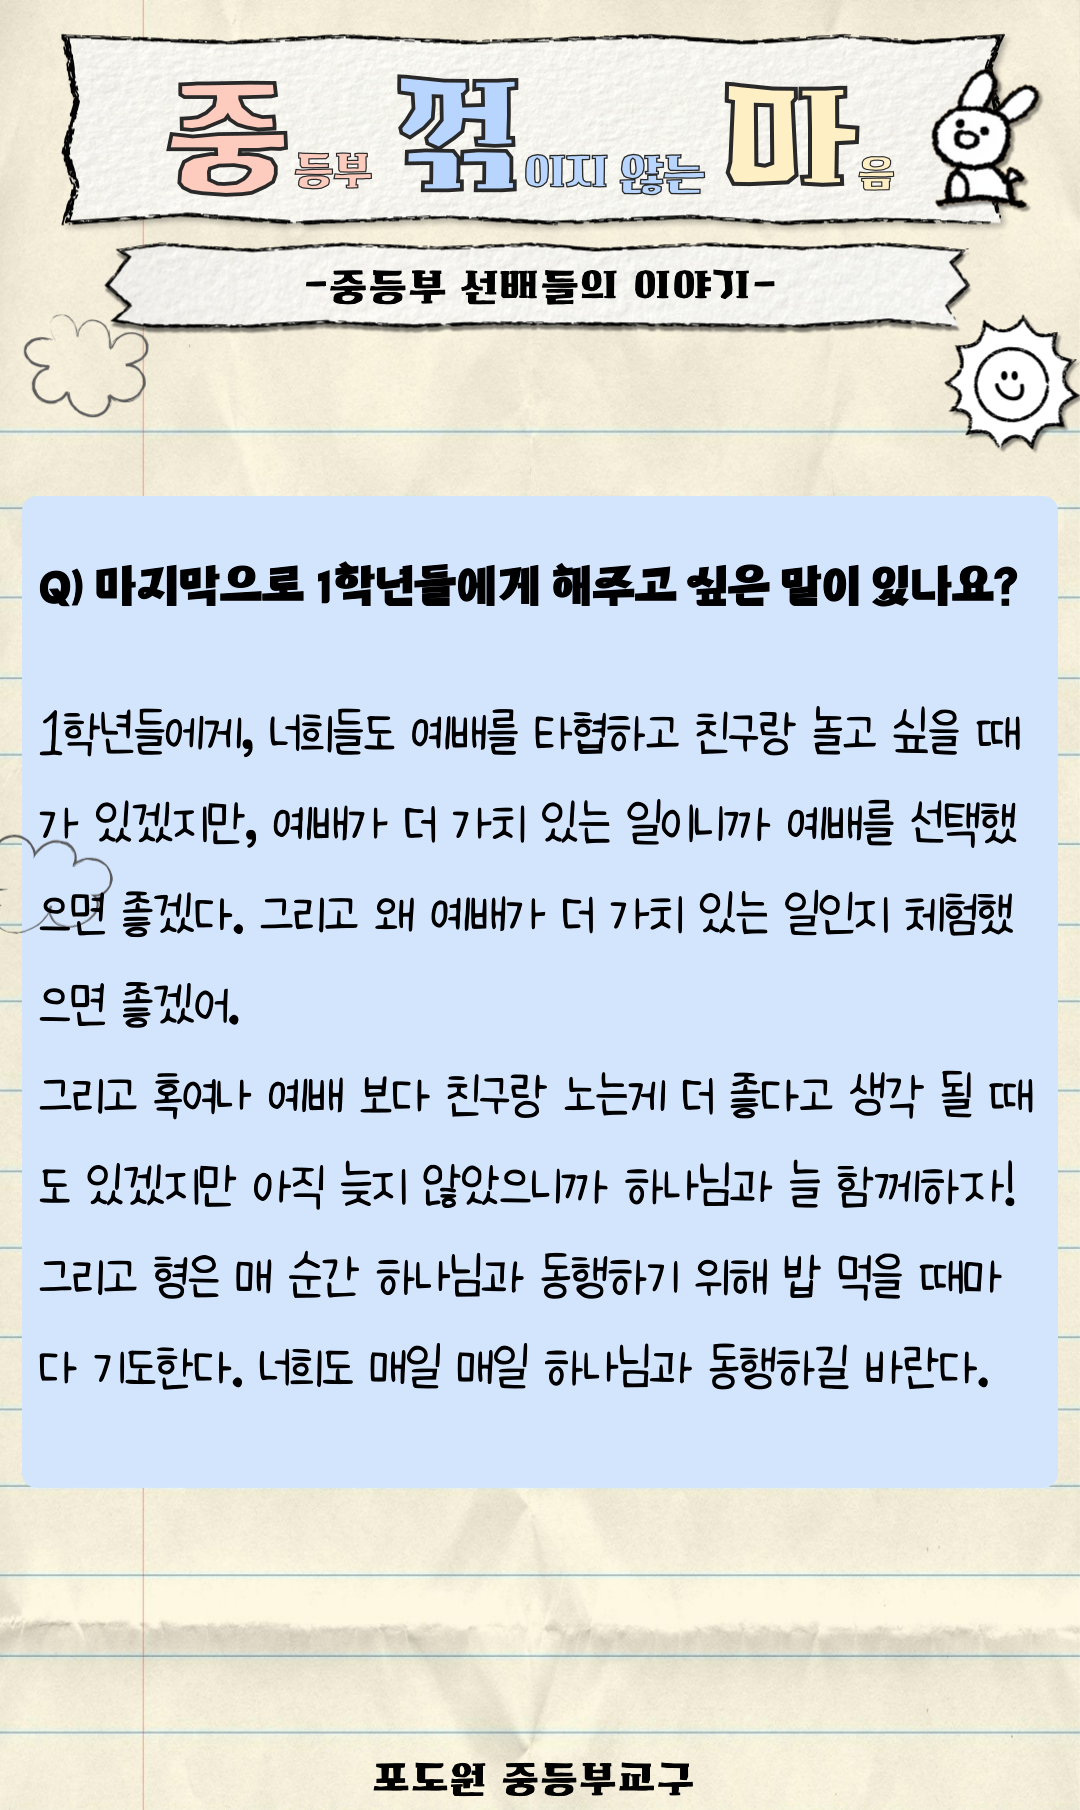 중등부 꺾이지 않는 마음
-중등부 선배들의 이야기-
Q) 마지막으로 1학년들에게 해주고 싶은 말이 있나요?
1학년들에게, 너희들도 예배를 타협하고 친구랑 놀고 싶을 때
가 있겠지만, 예배가 더 가치 있는 일이니까 예배를 선택했
으면 좋겠다. 그리고 왜 예배가 더 가치 있는 일인지 체험했
으면 좋겠어.
그리고 혹여나 예배 보다 친구랑 노는게 더 좋다고 생각 될 때
도 있겠지만 아직 늦지 않았으니까 하나님과 늘 함께하자!
그리고 형은 매 순간 하나님과 동행하기 위해 밥 먹을 때마
다 기도한다. 너희도 매일 매일 하나님과 동행하길 바란다.
포도원 중등부교구